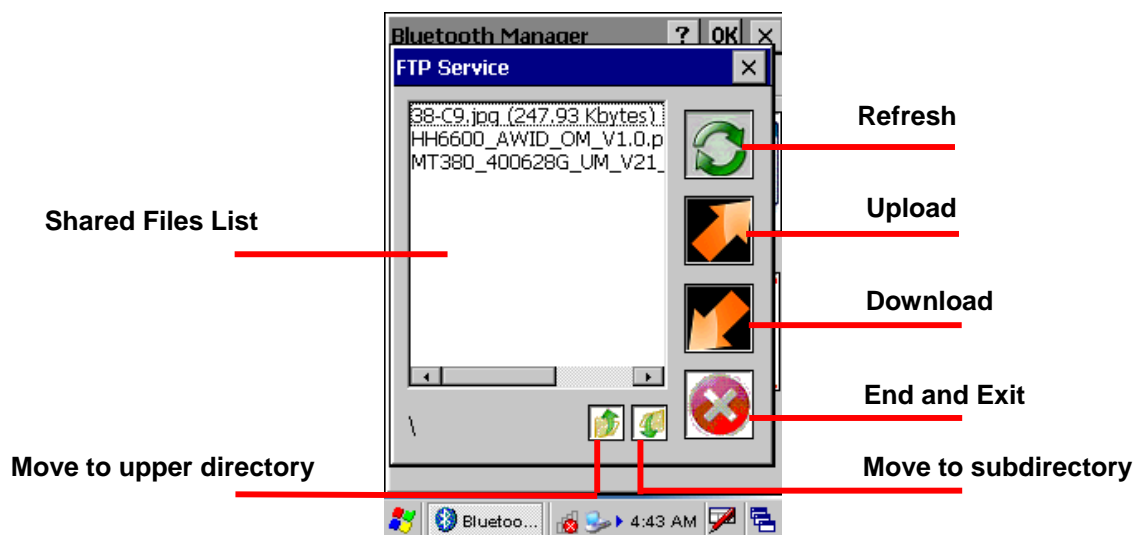 Bluetooth Manager ? OK ×
FTP Service ×
38-C9.jpg (247.93 Kbytes)
HH6600_AWID_OM_V1.0.p
MT380_400628G_UM_V21_
Refresh
Upload
Shared Files List
Download
End and Exit
\
Move to upper directory
Move to subdirectory
Bluetoo... 4:43 AM